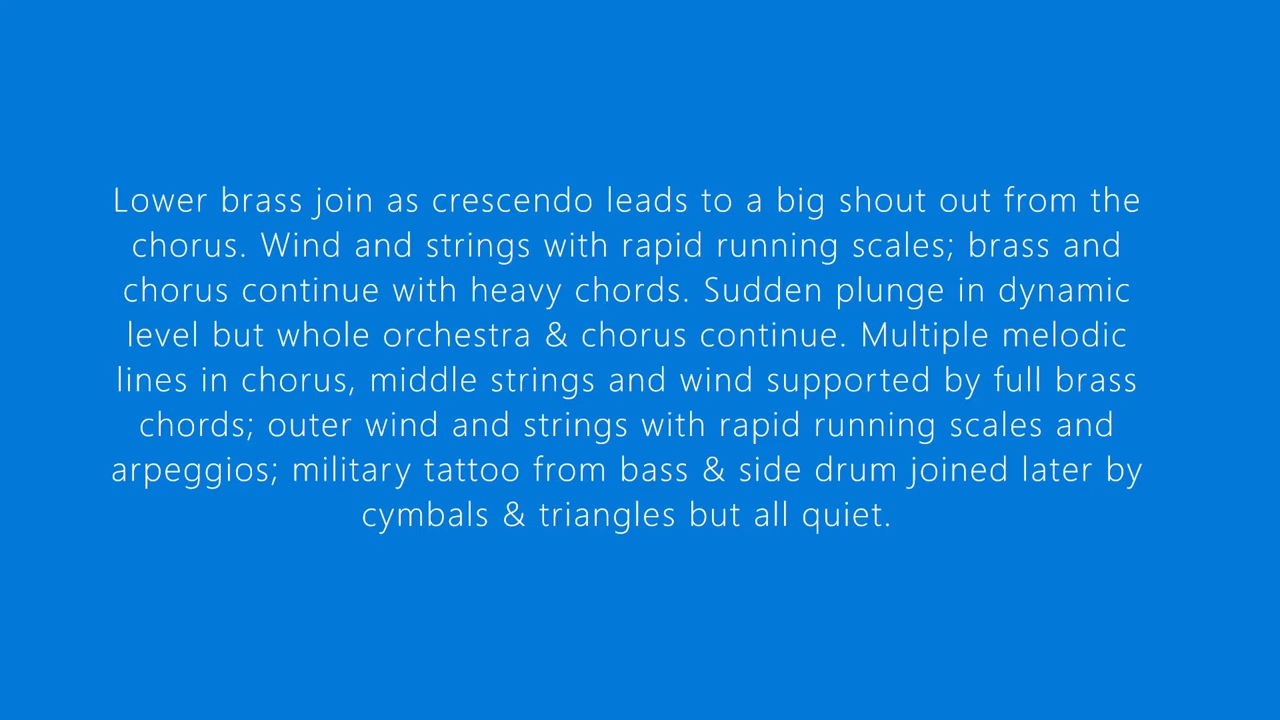 Lower brass join as crescendo leads to a big shout out from the
chorus. Wind and strings with rapid running scales; brass and
chorus continue with heavy chords. Sudden plunge in dynamic
level but whole orchestra & chorus continue. Multiple melodic
lines in chorus, middle strings and wind supported by full brass
chords; outer wind and strings with rapid running scales and
arpeggios; military tattoo from bass & side drum joined later by
cymbals & triangles but all quiet.